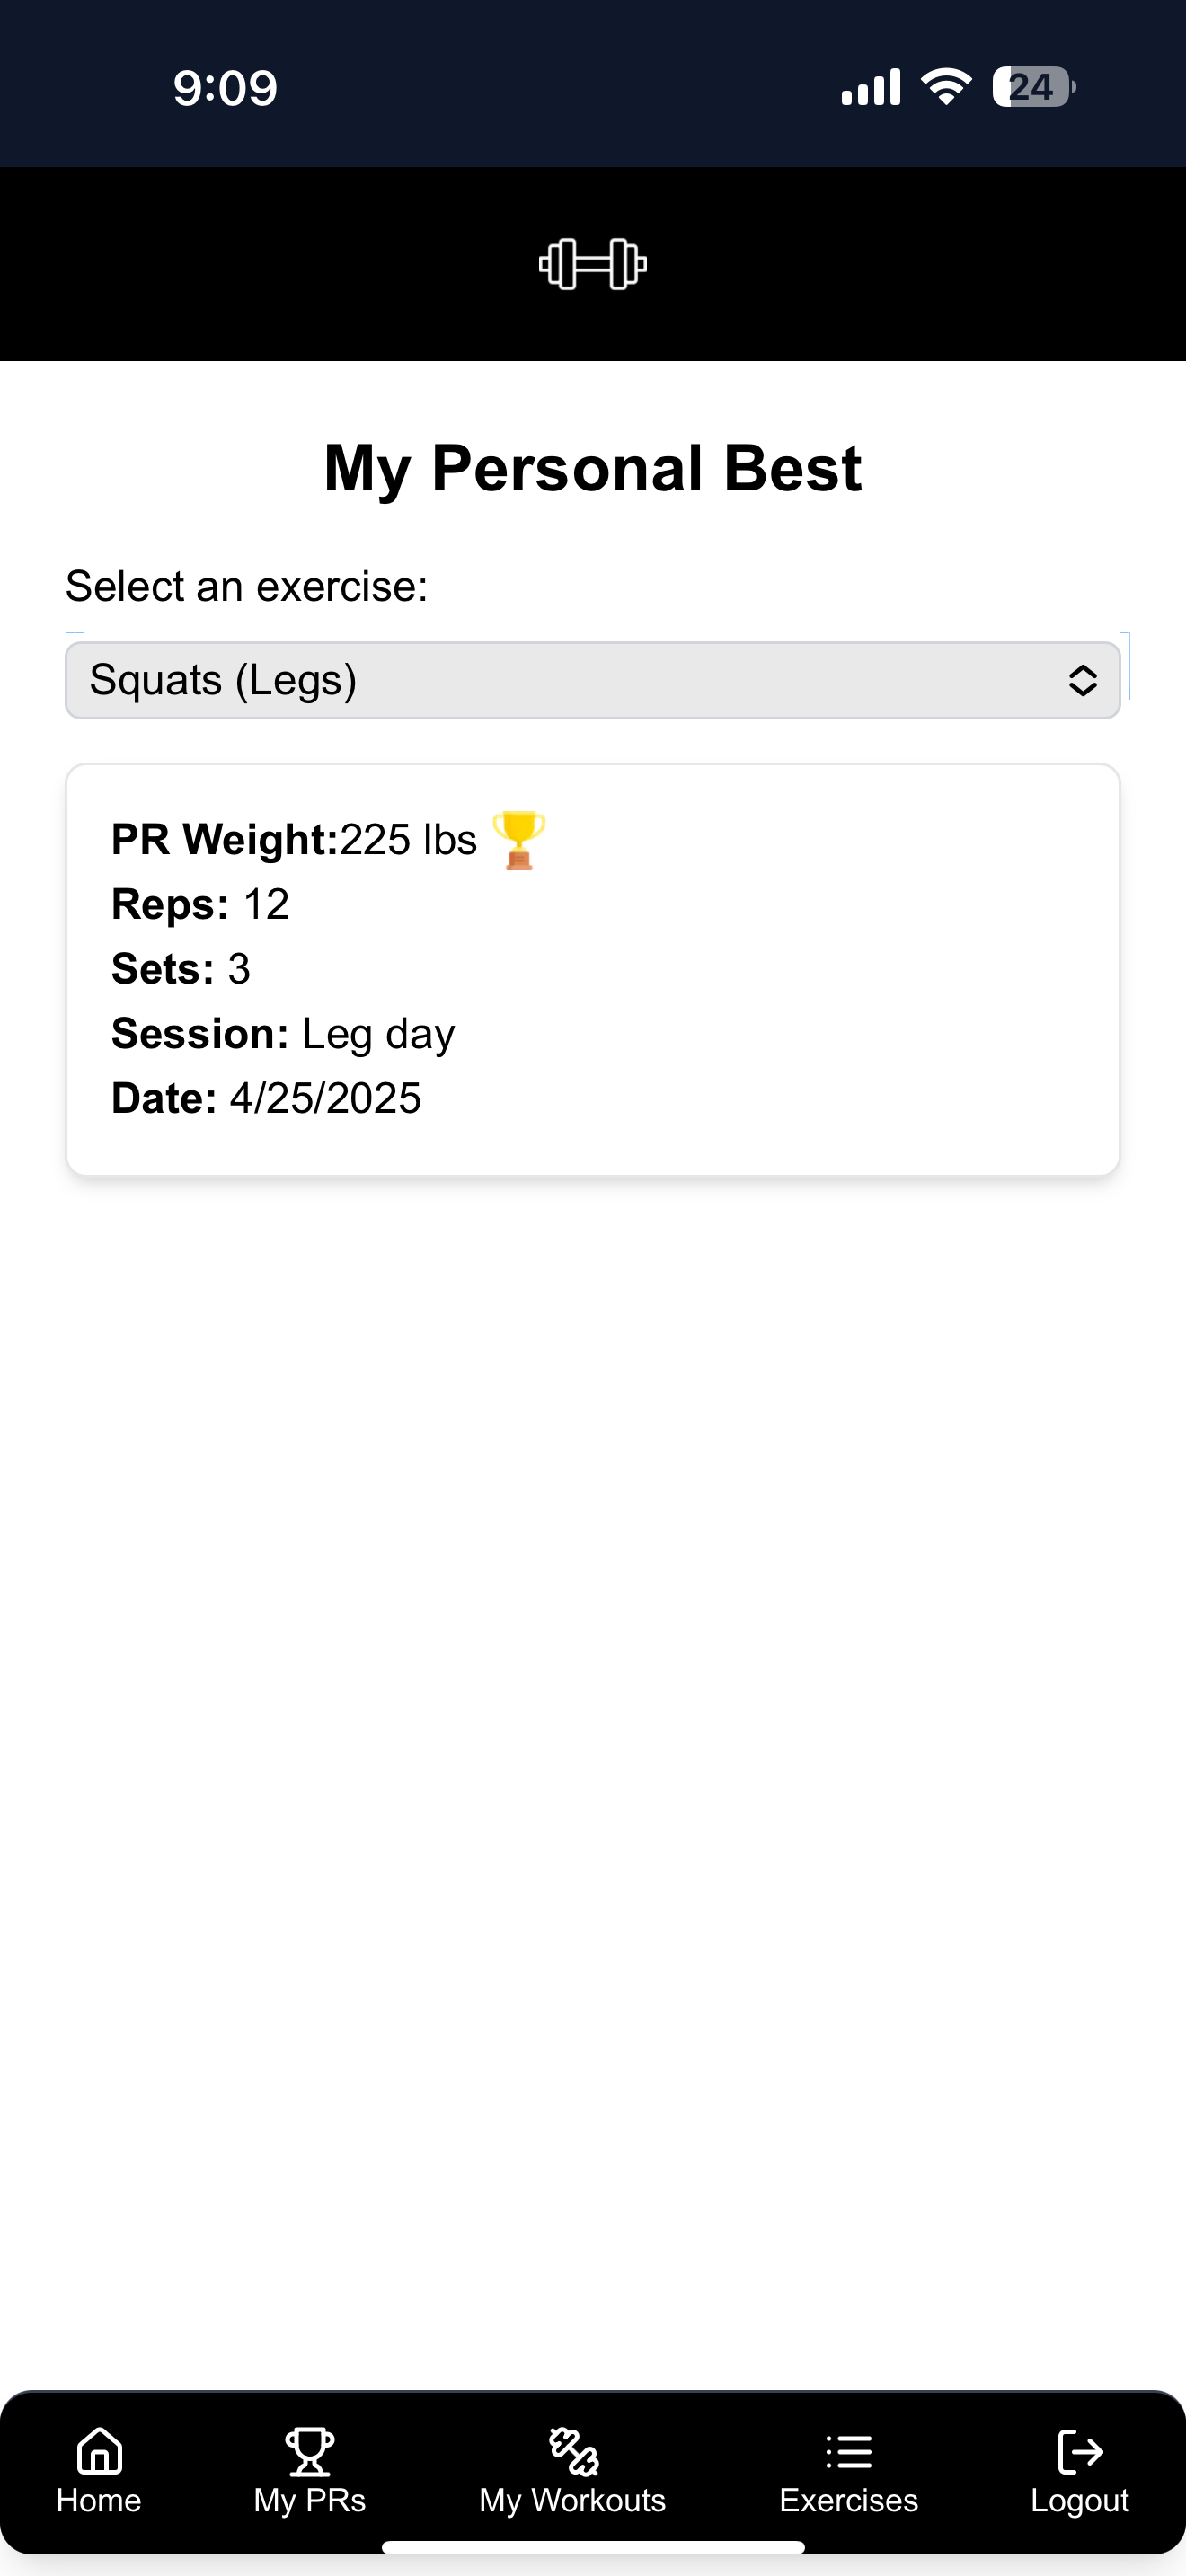 9:09
24
My Personal Best
Select an exercise:
Squats (Legs)
PR Weight:225 lbs 🏆
Reps: 12
Sets: 3
Session: Leg day
Date: 4/25/2025
Home My PRs My Workouts Exercises Logout